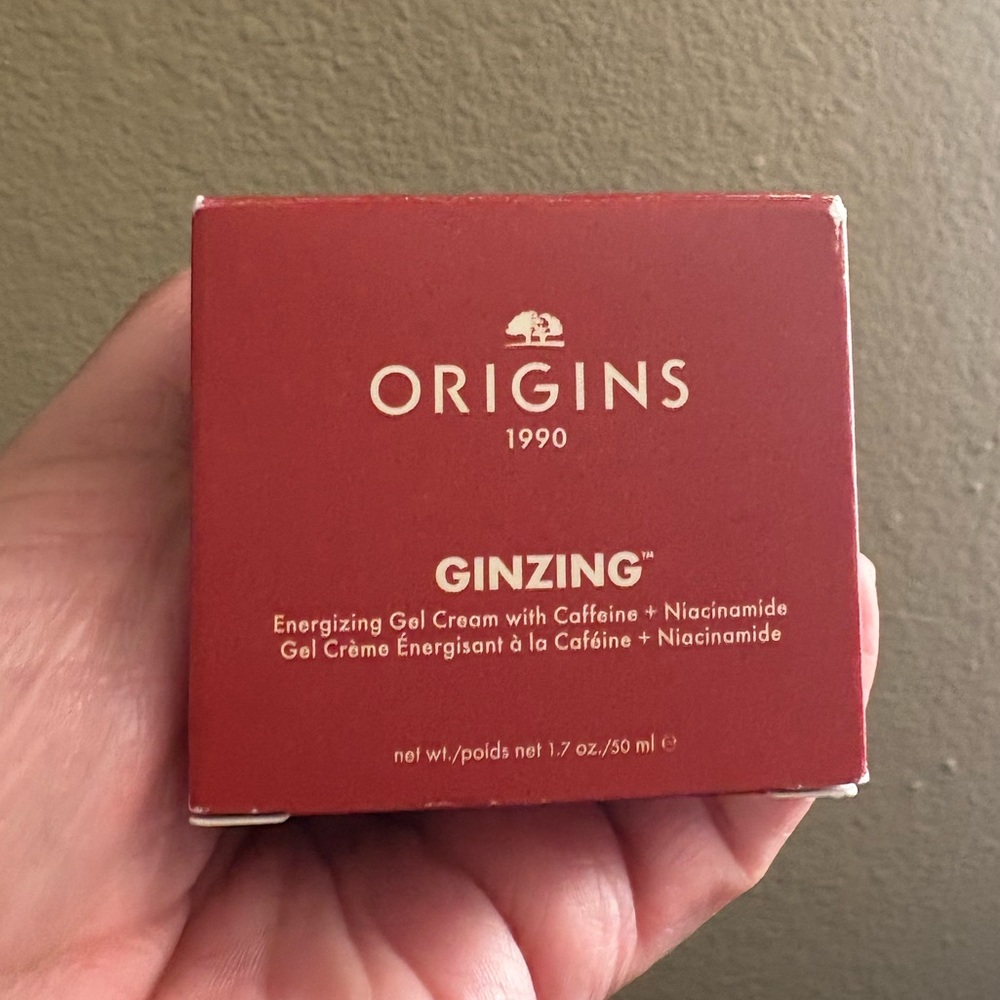 ORIGINS
1990
GINZING™
Energizing Gel Cream with Caffeine + Niacinamide
Gel Crème Énergisant à la Caféine + Niacinamide
net wt./poids net 1.7 oz./50 ml ℮